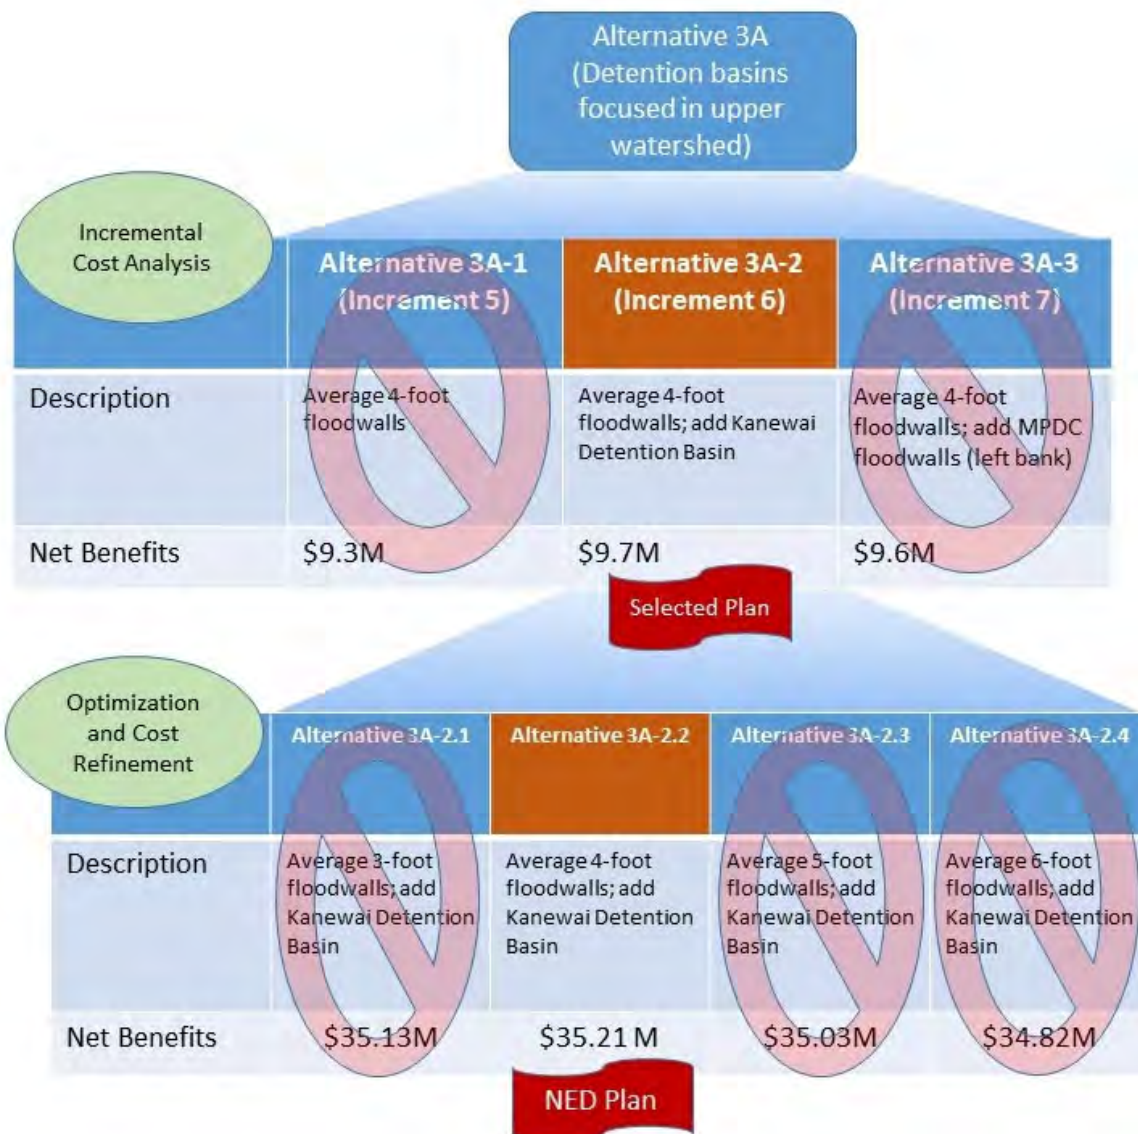 Alternative 3A
(Detention basins
focused in upper
watershed)
Incremental
Cost Analysis
Alternative 3A-1
(Increment 5)
Alternative 3A-2
(Increment 6)
Alternative 3A-3
(Increment 7)
Description
Average 4-foot
floodwalls
Average 4-foot
floodwalls; add Kanewai
Detention Basin
Average 4-foot
floodwalls; add MPDC
floodwalls (left bank)
Net Benefits
$9.3M
$9.7M
$9.6M
Selected Plan
Optimization
and Cost
Refinement
Alternative 3A-2.1
Alternative 3A-2.2
Alternative 3A-2.3
Alternative 3A-2.4
Description
Average 3-foot
floodwalls; add
Kanewai Detention
Basin
Average 4-foot
floodwalls; add
Kanewai Detention
Basin
Average 5-foot
floodwalls; add
Kanewai Detention
Basin
Average 6-foot
floodwalls; add
Kanewai Detention
Basin
Net Benefits
$35.13M
$35.21 M
$35.03M
$34.82M
NED Plan